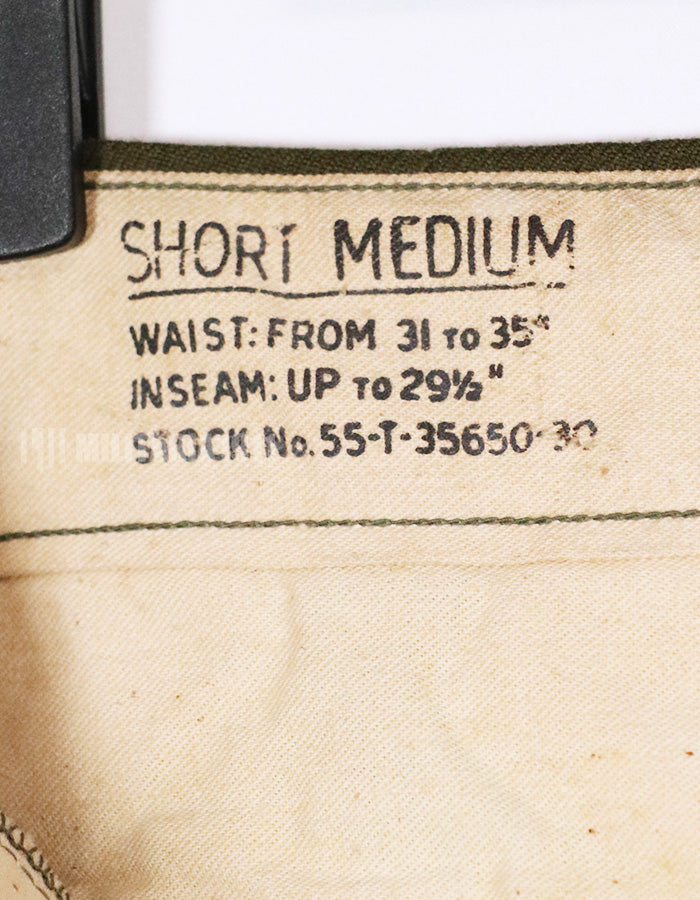 SHORT MEDIUM
WAIST: FROM 31 TO 35"
INSEAM: UP TO 29½"
STOCK No. 55-T-35650-30